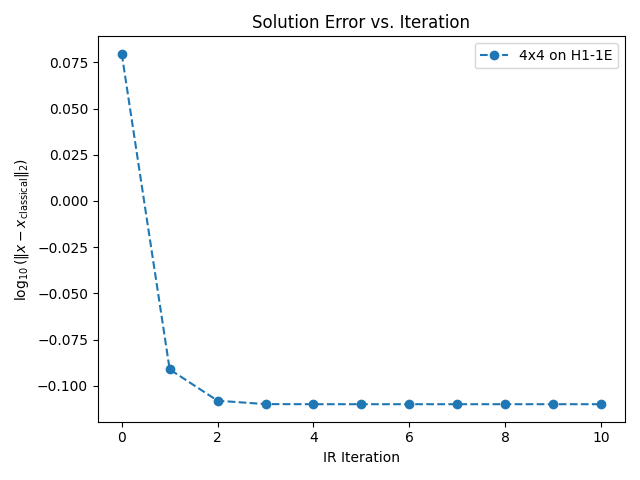 Solution Error vs. Iteration
4x4 on H1-1E
log₁₀(‖x − x_classical‖₂)
0.075
0.050
0.025
0.000
−0.025
−0.050
−0.075
−0.100
0 2 4 6 8 10
IR Iteration